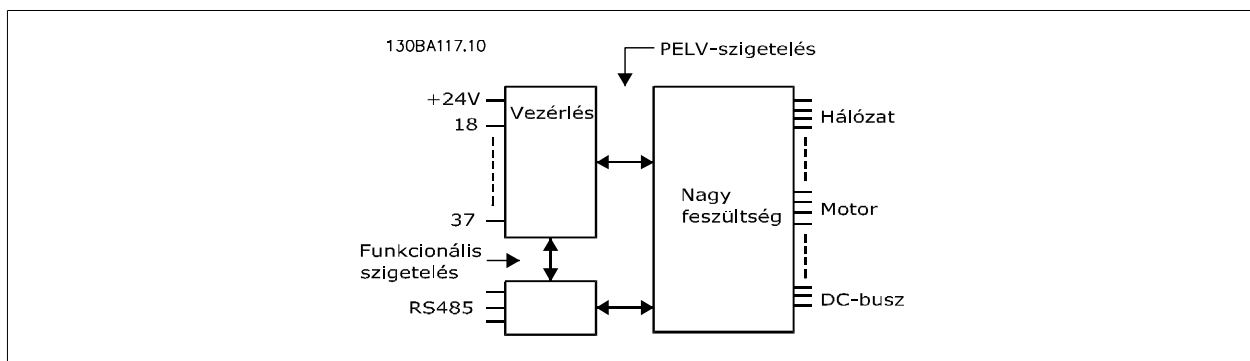 130BA117.10
PELV-szigetelés
+24V
18
37
Vezérlés
Nagy
feszültség
Hálózat
Motor
DC-busz
Funkcionális
szigetelés
RS485